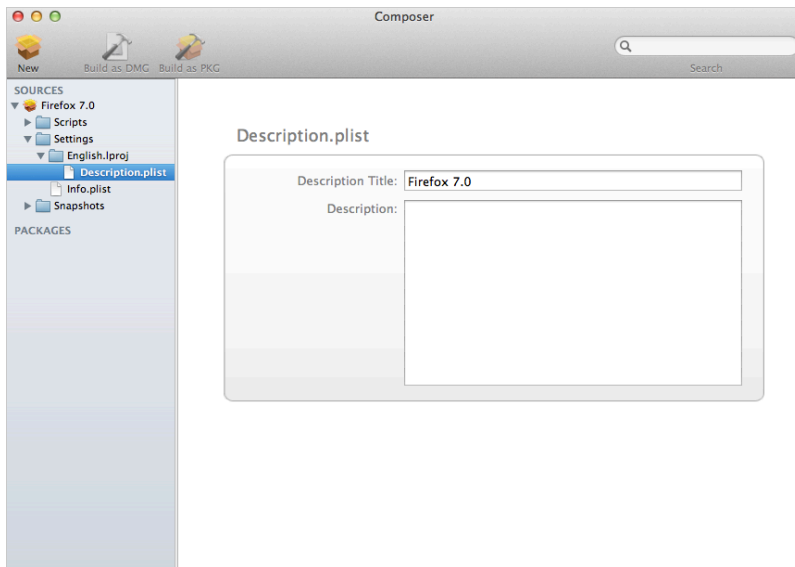 Composer
New
Build as DMG
Build as PKG
Search
SOURCES
Firefox 7.0
Scripts
Settings
English.lproj
Description.plist
Info.plist
Snapshots
PACKAGES
Description.plist
Description Title: Firefox 7.0
Description: